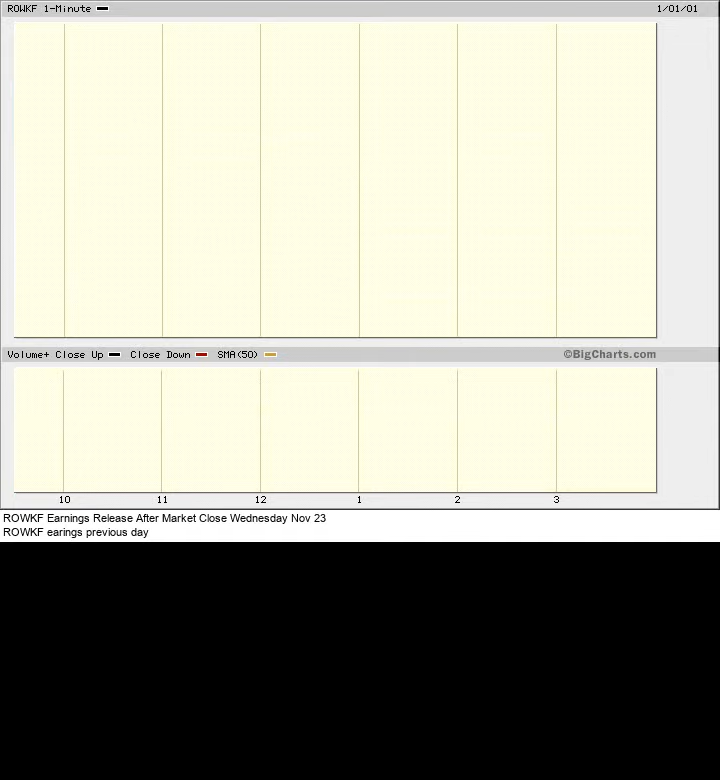 ROWKF 1-Minute 1/01/01
Volume+ Close Up Close Down SMA(50) ©BigCharts.com
10 11 12 1 2 3
ROWKF Earnings Release After Market Close Wednesday Nov 23
ROWKF earings previous day